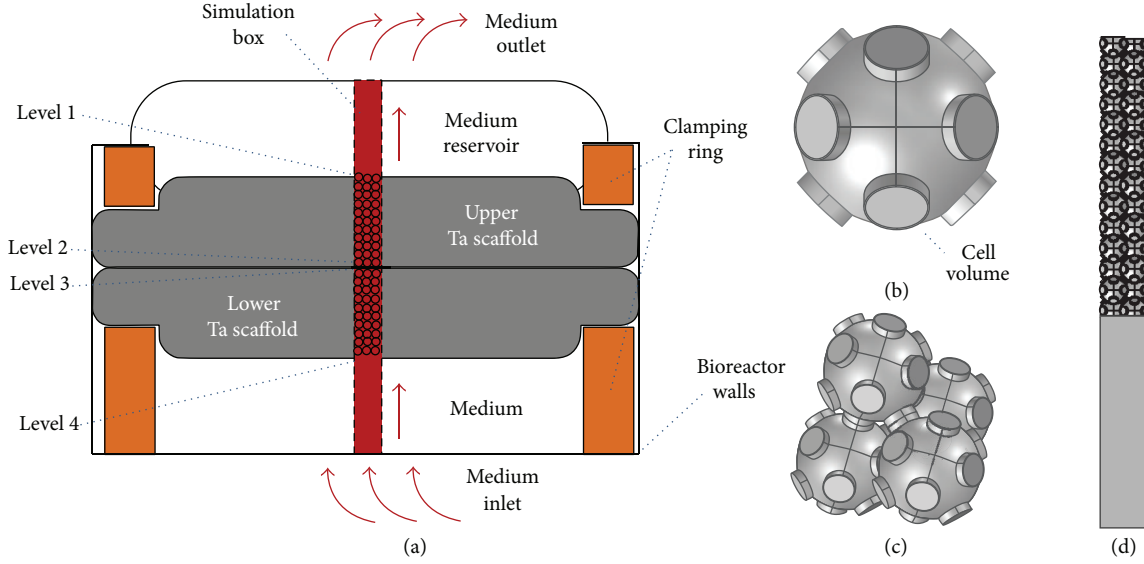 Simulation
box
Medium
outlet
Level 1
Medium
reservoir
Clamping
ring
Upper
Ta scaffold
Level 2
Level 3
Lower
Ta scaffold
Bioreactor
walls
Level 4
Medium
Medium
inlet
(a)
Cell
volume
(b)
(c)
(d)